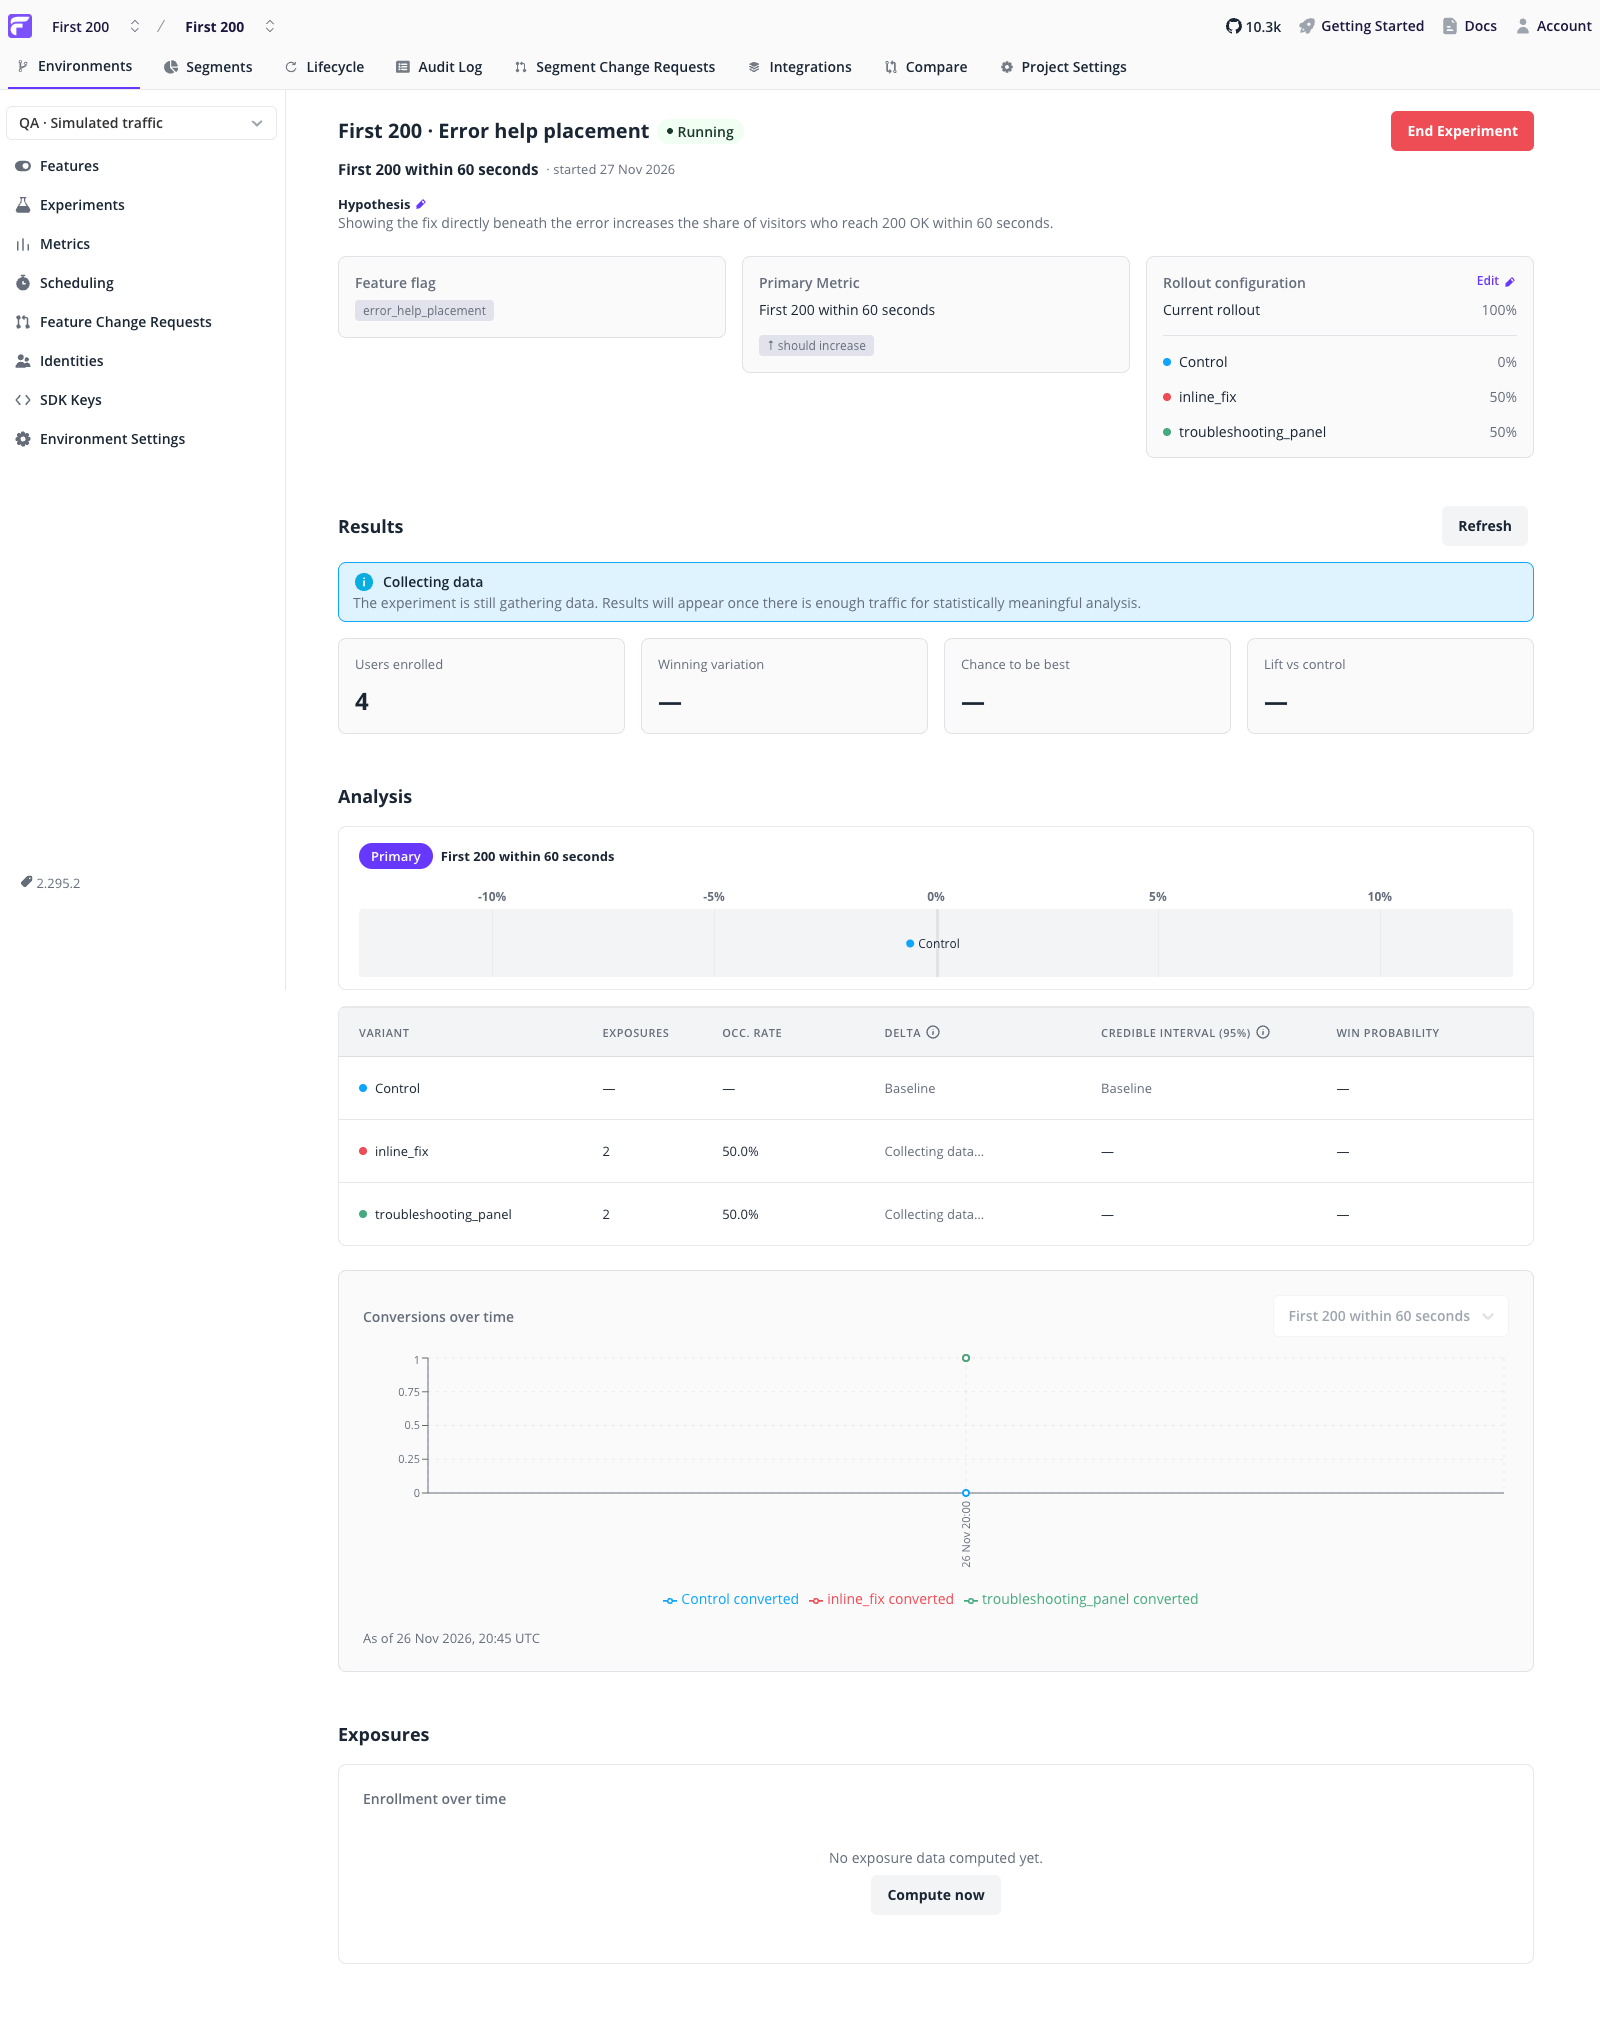 First 200 / First 200 10.3k Getting Started Docs Account
Environments Segments Lifecycle Audit Log Segment Change Requests Integrations Compare Project Settings
QA · Simulated traffic
Features
Experiments
Metrics
Scheduling
Feature Change Requests
Identities
SDK Keys
Environment Settings
2.295.2
First 200 · Error help placement Running End Experiment
First 200 within 60 seconds · started 27 Nov 2026
Hypothesis
Showing the fix directly beneath the error increases the share of visitors who reach 200 OK within 60 seconds.
Feature flag
error_help_placement
Primary Metric
First 200 within 60 seconds
↑ should increase
Rollout configuration Edit
Current rollout 100%
Control 0%
inline_fix 50%
troubleshooting_panel 50%
Results Refresh
Collecting data
The experiment is still gathering data. Results will appear once there is enough traffic for statistically meaningful analysis.
Users enrolled
4
Winning variation
—
Chance to be best
—
Lift vs control
—
Analysis
Primary First 200 within 60 seconds
-10% -5% 0% 5% 10%
Control
VARIANT EXPOSURES OCC. RATE DELTA CREDIBLE INTERVAL (95%) WIN PROBABILITY
Control — — Baseline Baseline —
inline_fix 2 50.0% Collecting data... — —
troubleshooting_panel 2 50.0% Collecting data... — —
Conversions over time First 200 within 60 seconds
1
0.75
0.5
0.25
0
26 Nov 20:00
Control converted inline_fix converted troubleshooting_panel converted
As of 26 Nov 2026, 20:45 UTC
Exposures
Enrollment over time
No exposure data computed yet.
Compute now